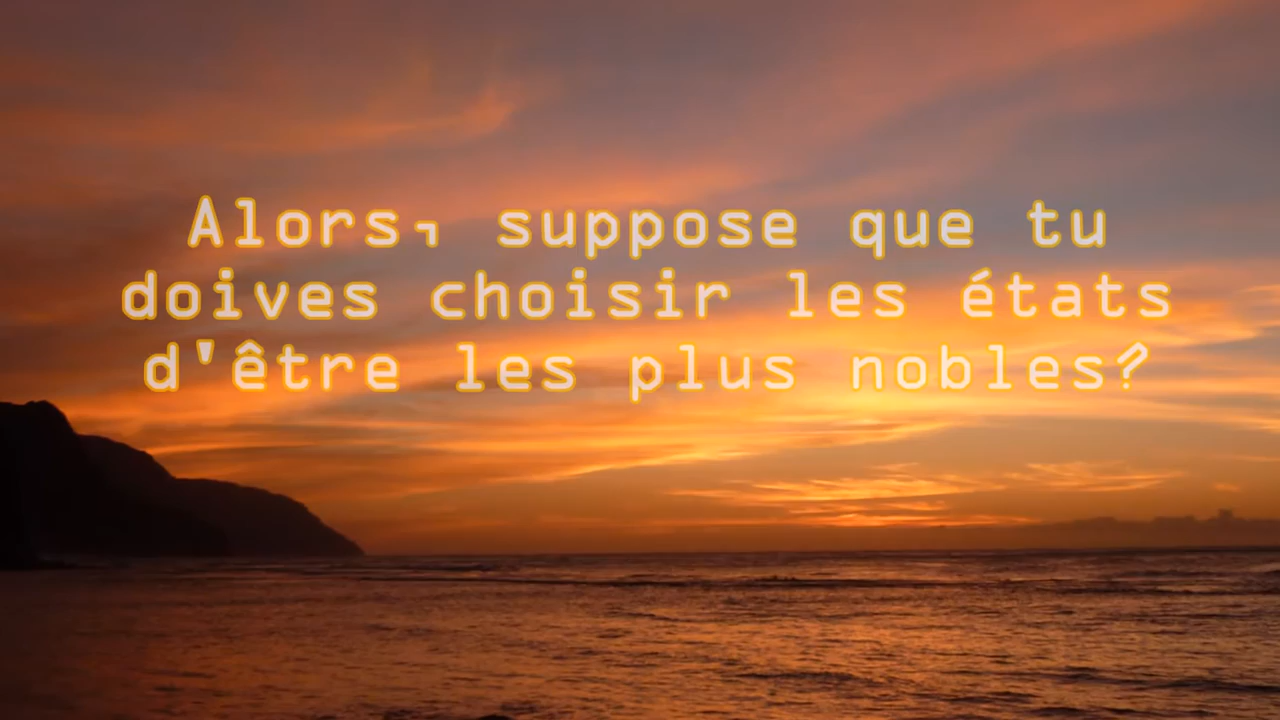 Alors, suppose que tu
doives choisir les états
d'être les plus nobles?